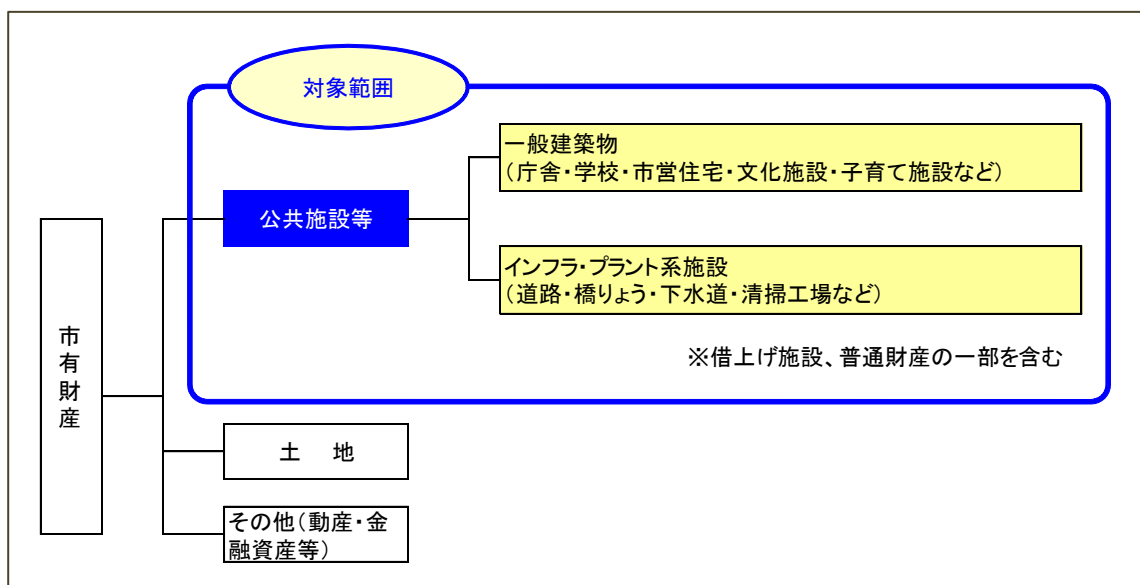 対象範囲
一般建築物
（庁舎・学校・市営住宅・文化施設・子育て施設など）
公共施設等
インフラ・プラント系施設
（道路・橋りょう・下水道・清掃工場など）
※借上げ施設、普通財産の一部を含む
市有財産
土　地
その他（動産・金
融資産等）